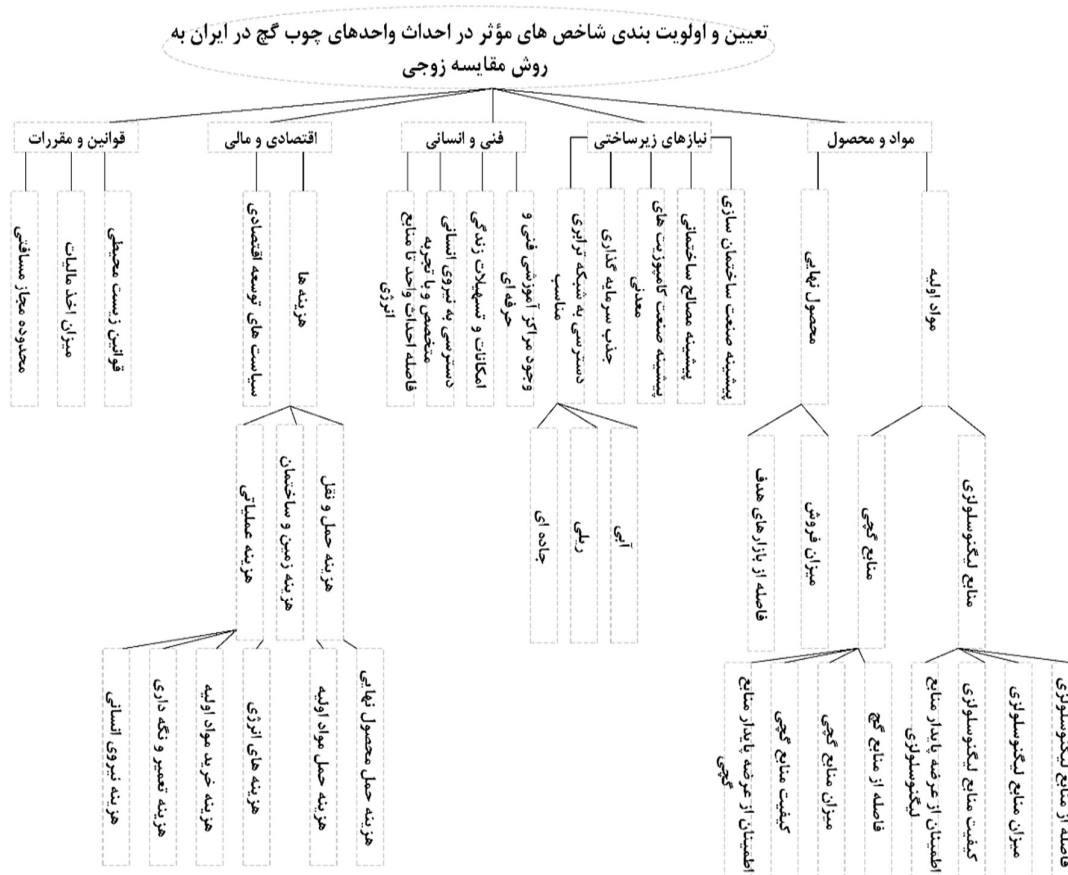 تعیین و اولویت بندی شاخص های مؤثر در احداث واحدهای چوب گچ در ایران به
روش مقایسه زوجی
مواد و محصول
نیازهای زیرساختی
فنی و انسانی
اقتصادی و مالی
قوانین و مقررات
مواد اولیه
محصول نهایی
پیشینه صنعت ساختمان سازی
پیشینه مصالح ساختمانی
پیشینه صنعت کامپوزیت های
معدنی
جذب سرمایه گذاری
دسترسی به شبکه ترابری
مناسب
وجود مراکز آموزشی فنی و
حرفه ای
امکانات و تسهیلات زندگی
دسترسی به نیروی انسانی
متخصص و با تجربه
فاصله احداث واحد تا منابع
انرژی
هزینه ها
سیاست های توسعه اقتصادی
قوانین زیست محیطی
میزان اخذ مالیات
محدوده مجاز مسافتی
منابع لیگنوسلولزی
منابع گچی
میزان فروش
فاصله از بازارهای هدف
آبی
ریلی
جاده ای
هزینه حمل و نقل
هزینه زمین و ساختمان
هزینه عملیاتی
فاصله از منابع لیگنوسلولزی
میزان منابع لیگنوسلولزی
کیفیت منابع لیگنوسلولزی
اطمینان از عرضه پایدار منابع
لیگنوسلولزی
فاصله از منابع گچ
میزان منابع گچی
کیفیت منابع گچی
اطمینان از عرضه پایدار منابع
گچی
هزینه حمل محصول نهایی
هزینه حمل مواد اولیه
هزینه های انرژی
هزینه خرید مواد اولیه
هزینه تعمیر و نگه داری
هزینه نیروی انسانی